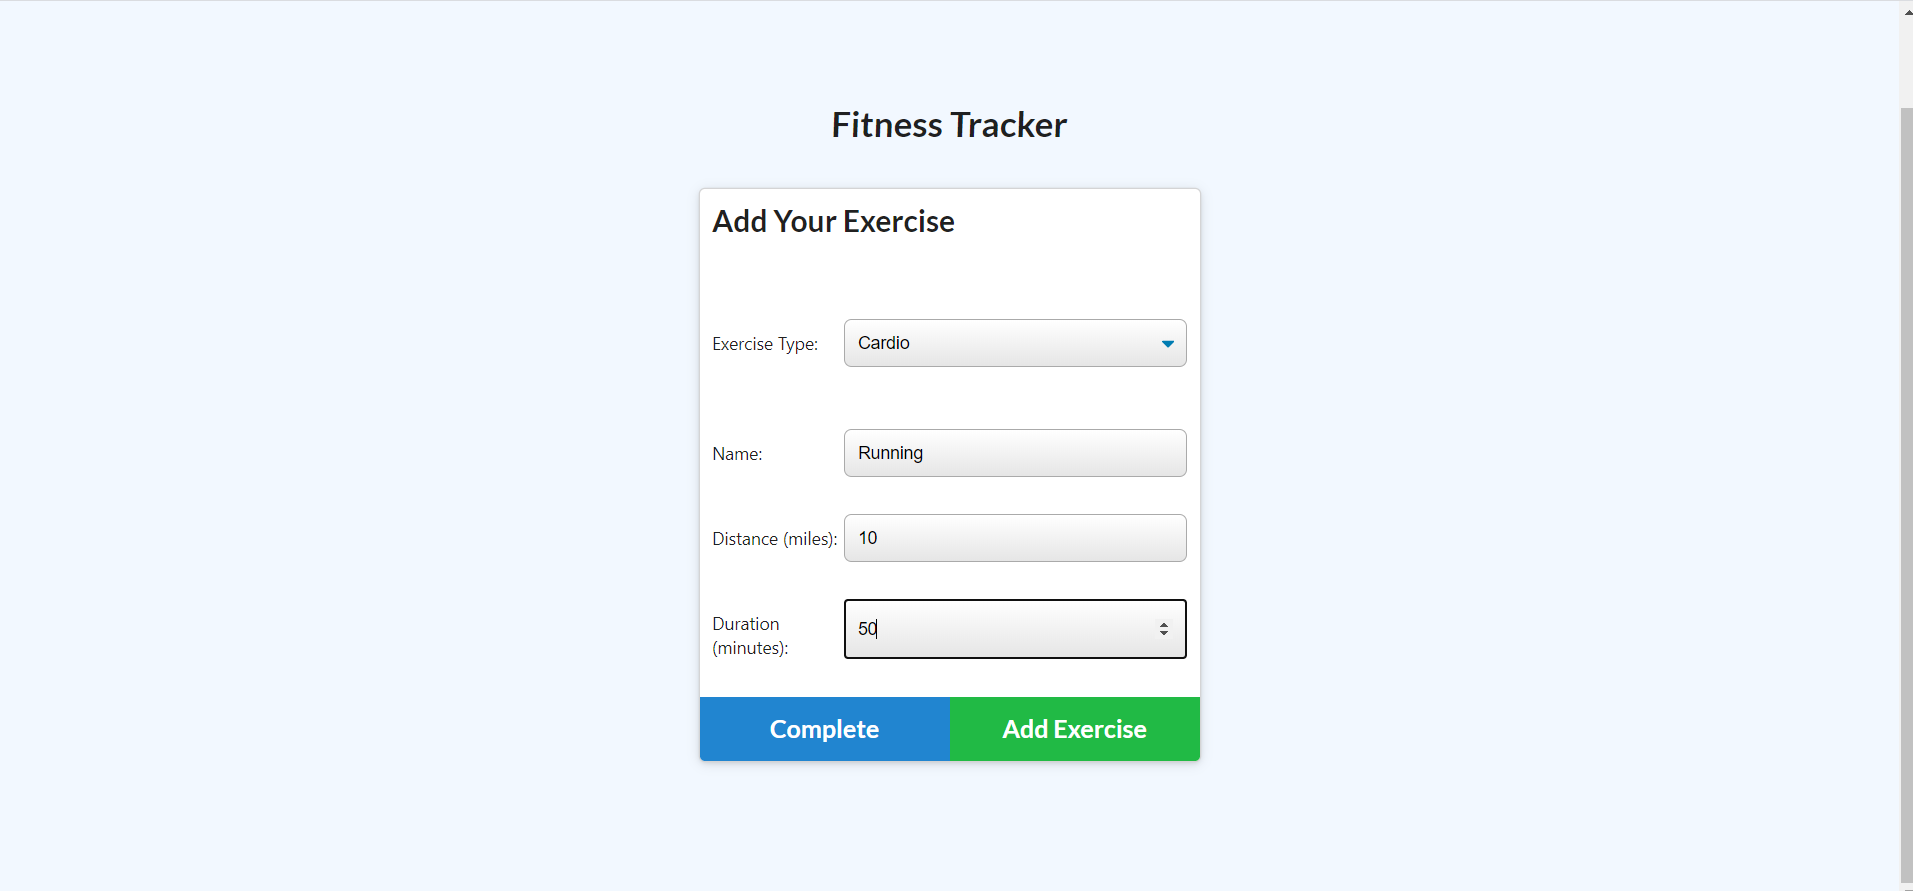 Fitness Tracker
Add Your Exercise
Exercise Type: Cardio
Name: Running
Distance (miles): 10
Duration
(minutes): 50
Complete Add Exercise